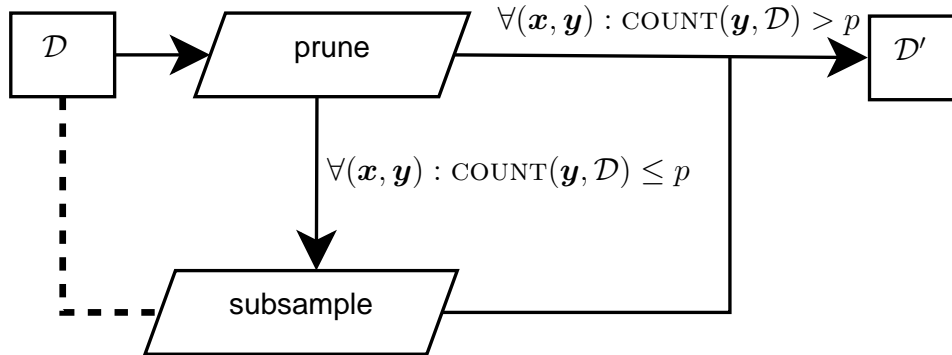 ∀(𝒙, 𝒚) : COUNT(𝒚, 𝒟) > p
𝒟
prune
𝒟′
∀(𝒙, 𝒚) : COUNT(𝒚, 𝒟) ≤ p
subsample